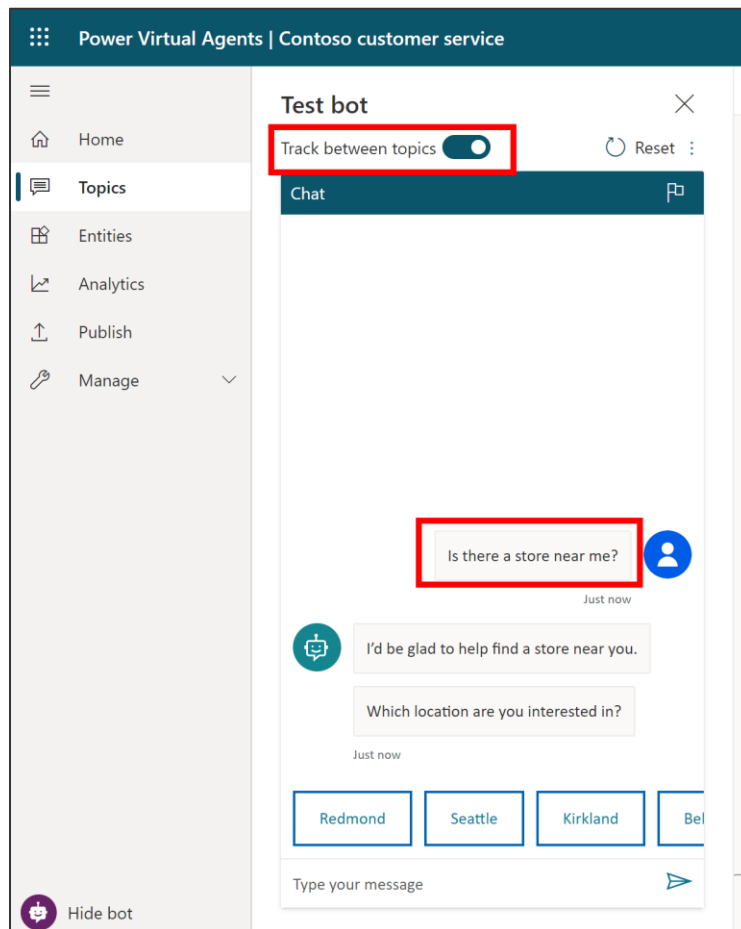 Power Virtual Agents | Contoso customer service
Home
Topics
Entities
Analytics
Publish
Manage
Hide bot
Test bot
Track between topics
Reset
Chat
Is there a store near me?
Just now
I'd be glad to help find a store near you.
Which location are you interested in?
Just now
Redmond
Seattle
Kirkland
Bel
Type your message